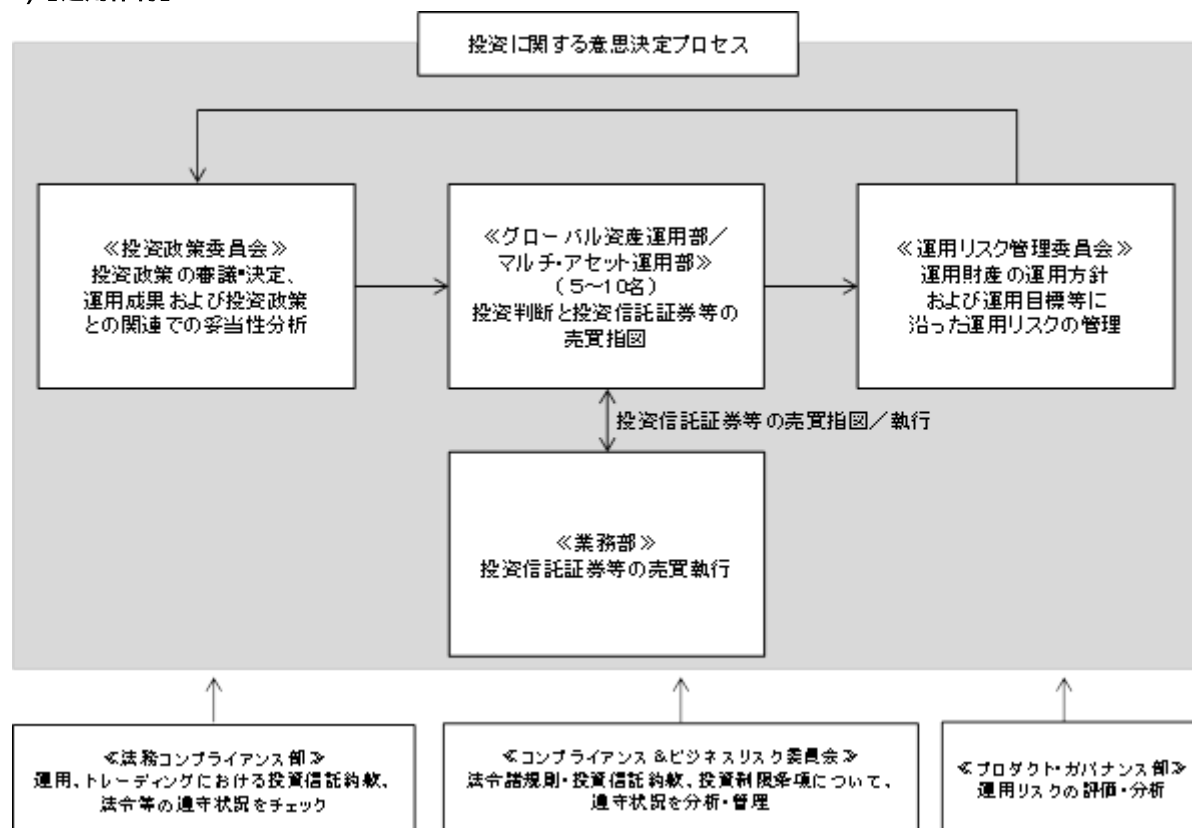 投資に関する意思決定プロセス
≪投資政策委員会≫
投資政策の審議・決定、
運用成果および投資政策
との関連での妥当性分析
≪グローバル資産運用部／
マルチ・アセット運用部≫
(5～10名)
投資判断と投資信託証券等の
売買指図
≪運用リスク管理委員会≫
運用財産の運用方針
および運用目標等に
沿った運用リスクの管理
投資信託証券等の売買指図／執行
≪業務部≫
投資信託証券等の売買執行
≪法務コンプライアンス部≫
運用、トレーディングにおける投資信託約款、
法令等の遵守状況をチェック
≪コンプライアンス&ビジネスリスク委員会≫
法令諸規則・投資信託約款、投資制限条項について、
遵守状況を分析・管理
≪プロダクト・ガバナンス部≫
運用リスクの評価・分析